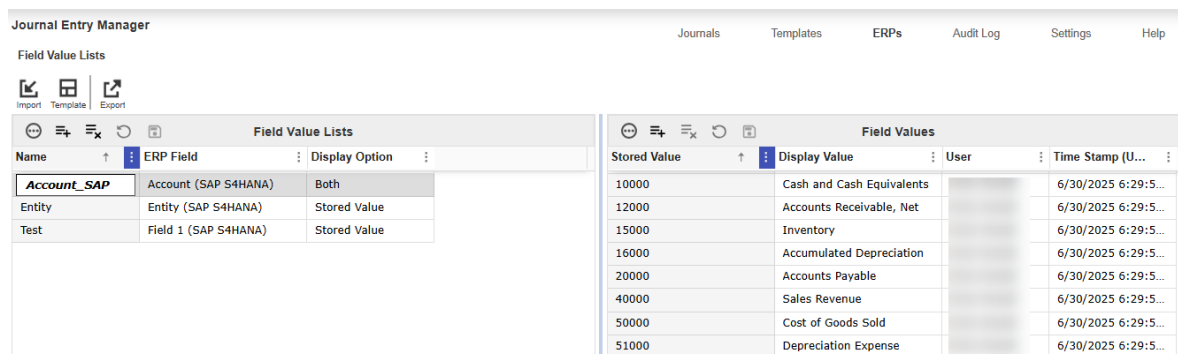 Journal Entry Manager
Journals Templates ERPs Audit Log Settings Help
Field Value Lists
Import Template Export
Field Value Lists
Name ERP Field Display Option
Account_SAP Account (SAP S4HANA) Both
Entity Entity (SAP S4HANA) Stored Value
Test Field 1 (SAP S4HANA) Stored Value
Field Values
Stored Value Display Value User Time Stamp (U...
10000 Cash and Cash Equivalents 6/30/2025 6:29:5...
12000 Accounts Receivable, Net 6/30/2025 6:29:5...
15000 Inventory 6/30/2025 6:29:5...
16000 Accumulated Depreciation 6/30/2025 6:29:5...
20000 Accounts Payable 6/30/2025 6:29:5...
40000 Sales Revenue 6/30/2025 6:29:5...
50000 Cost of Goods Sold 6/30/2025 6:29:5...
51000 Depreciation Expense 6/30/2025 6:29:5...